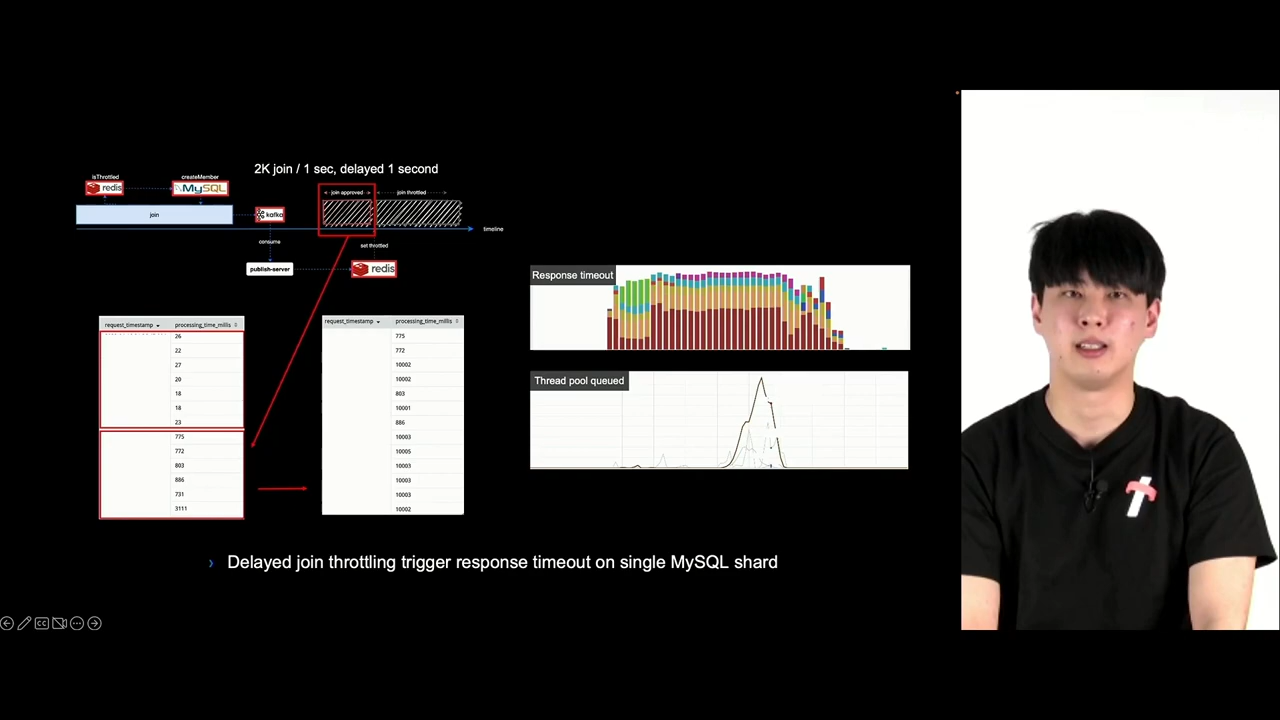 2K join / 1 sec, delayed 1 second
isThrottled
redis
createMember
MySQL
join
kafka
join approved
join throttled
timeline
consume
publish-server
set throttled
redis
request_timestamp
processing_time_millis
26
22
27
20
18
18
23
775
772
803
886
731
3111
request_timestamp
processing_time_millis
775
772
10002
10002
803
10001
886
10003
10005
10003
10003
10003
10002
Response timeout
Thread pool queued
› Delayed join throttling trigger response timeout on single MySQL shard
CC